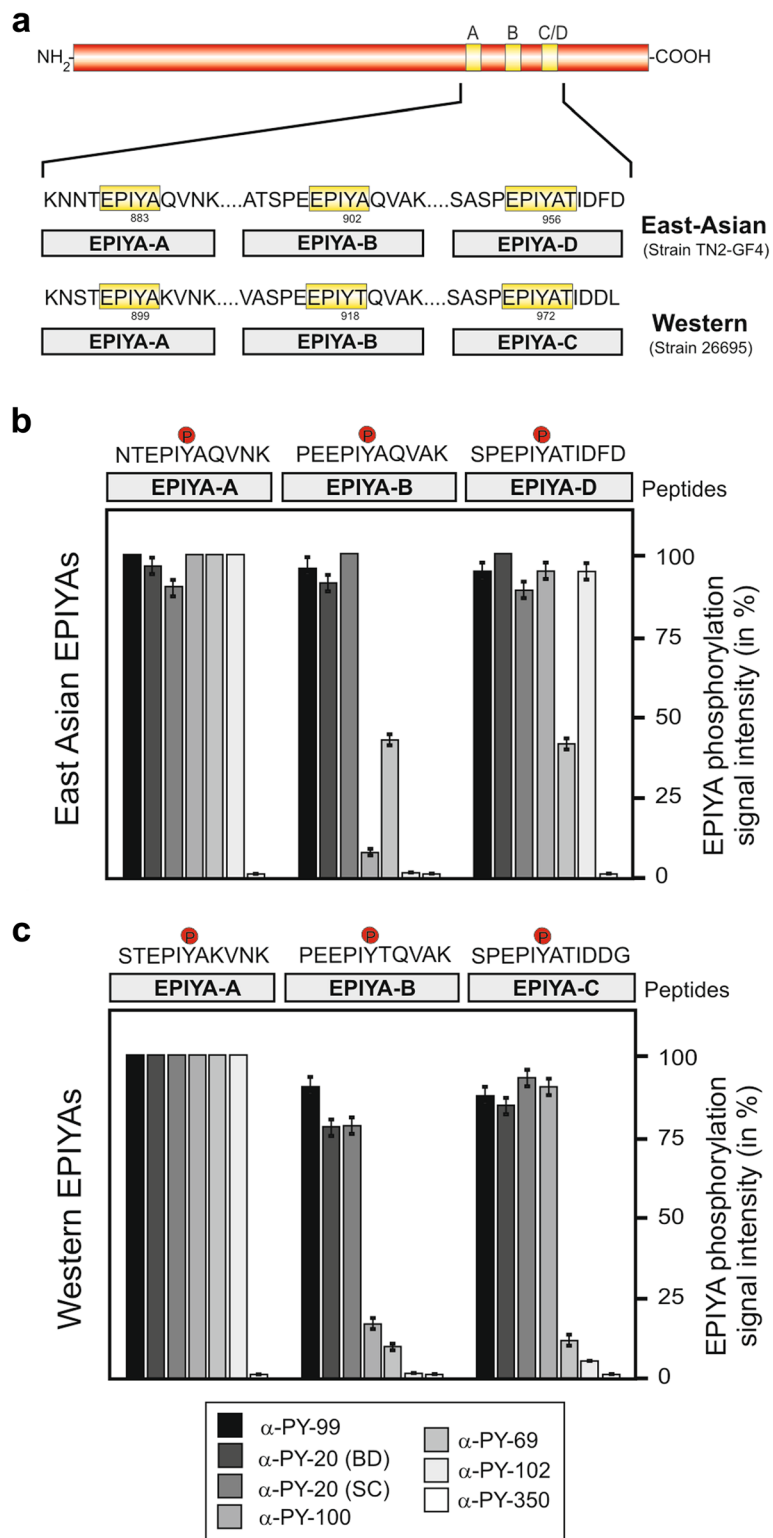 a
A B C/D
NH2- -COOH
KNNTEPIYAQVNK....ATSPEEPIYAQVAK....SASPEPIYATIDFD
883 902 956
EPIYA-A EPIYA-B EPIYA-D
East-Asian
(Strain TN2-GF4)
KNSTEPIYAKVNK....VASPEEPIYTQVAK....SASPEPIYATIDDL
899 918 972
EPIYA-A EPIYA-B EPIYA-C
Western
(Strain 26695)
b
P P P
NTEPIYAQVNK PEEPIYAQVAK SPEPIYATIDFD
EPIYA-A EPIYA-B EPIYA-D Peptides
East Asian EPIYAs
100
75
50
25
0
EPIYA phosphorylation
signal intensity (in %)
c
P P P
STEPIYAKVNK PEEPIYTQVAK SPEPIYATIDDG
EPIYA-A EPIYA-B EPIYA-C Peptides
Western EPIYAs
100
75
50
25
0
EPIYA phosphorylation
signal intensity (in %)
α-PY-99
α-PY-20 (BD)
α-PY-20 (SC)
α-PY-100
α-PY-69
α-PY-102
α-PY-350